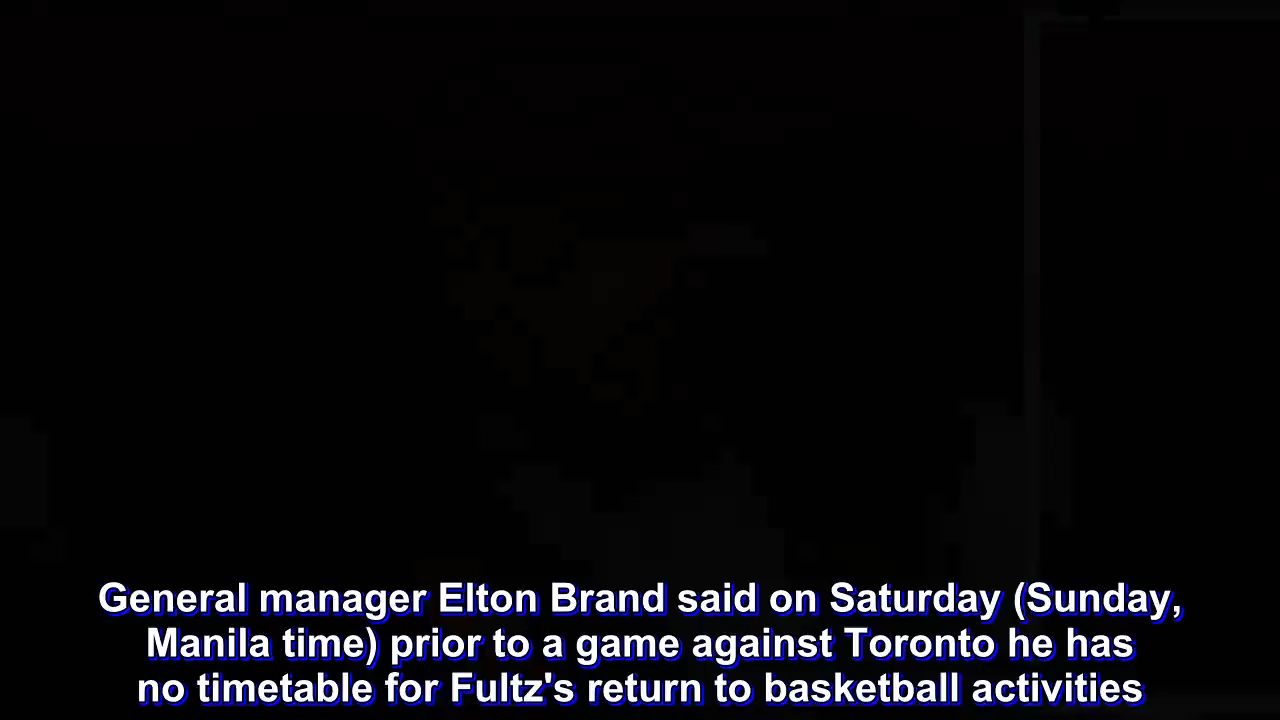 General manager Elton Brand said on Saturday (Sunday,
Manila time) prior to a game against Toronto he has
no timetable for Fultz's return to basketball activities